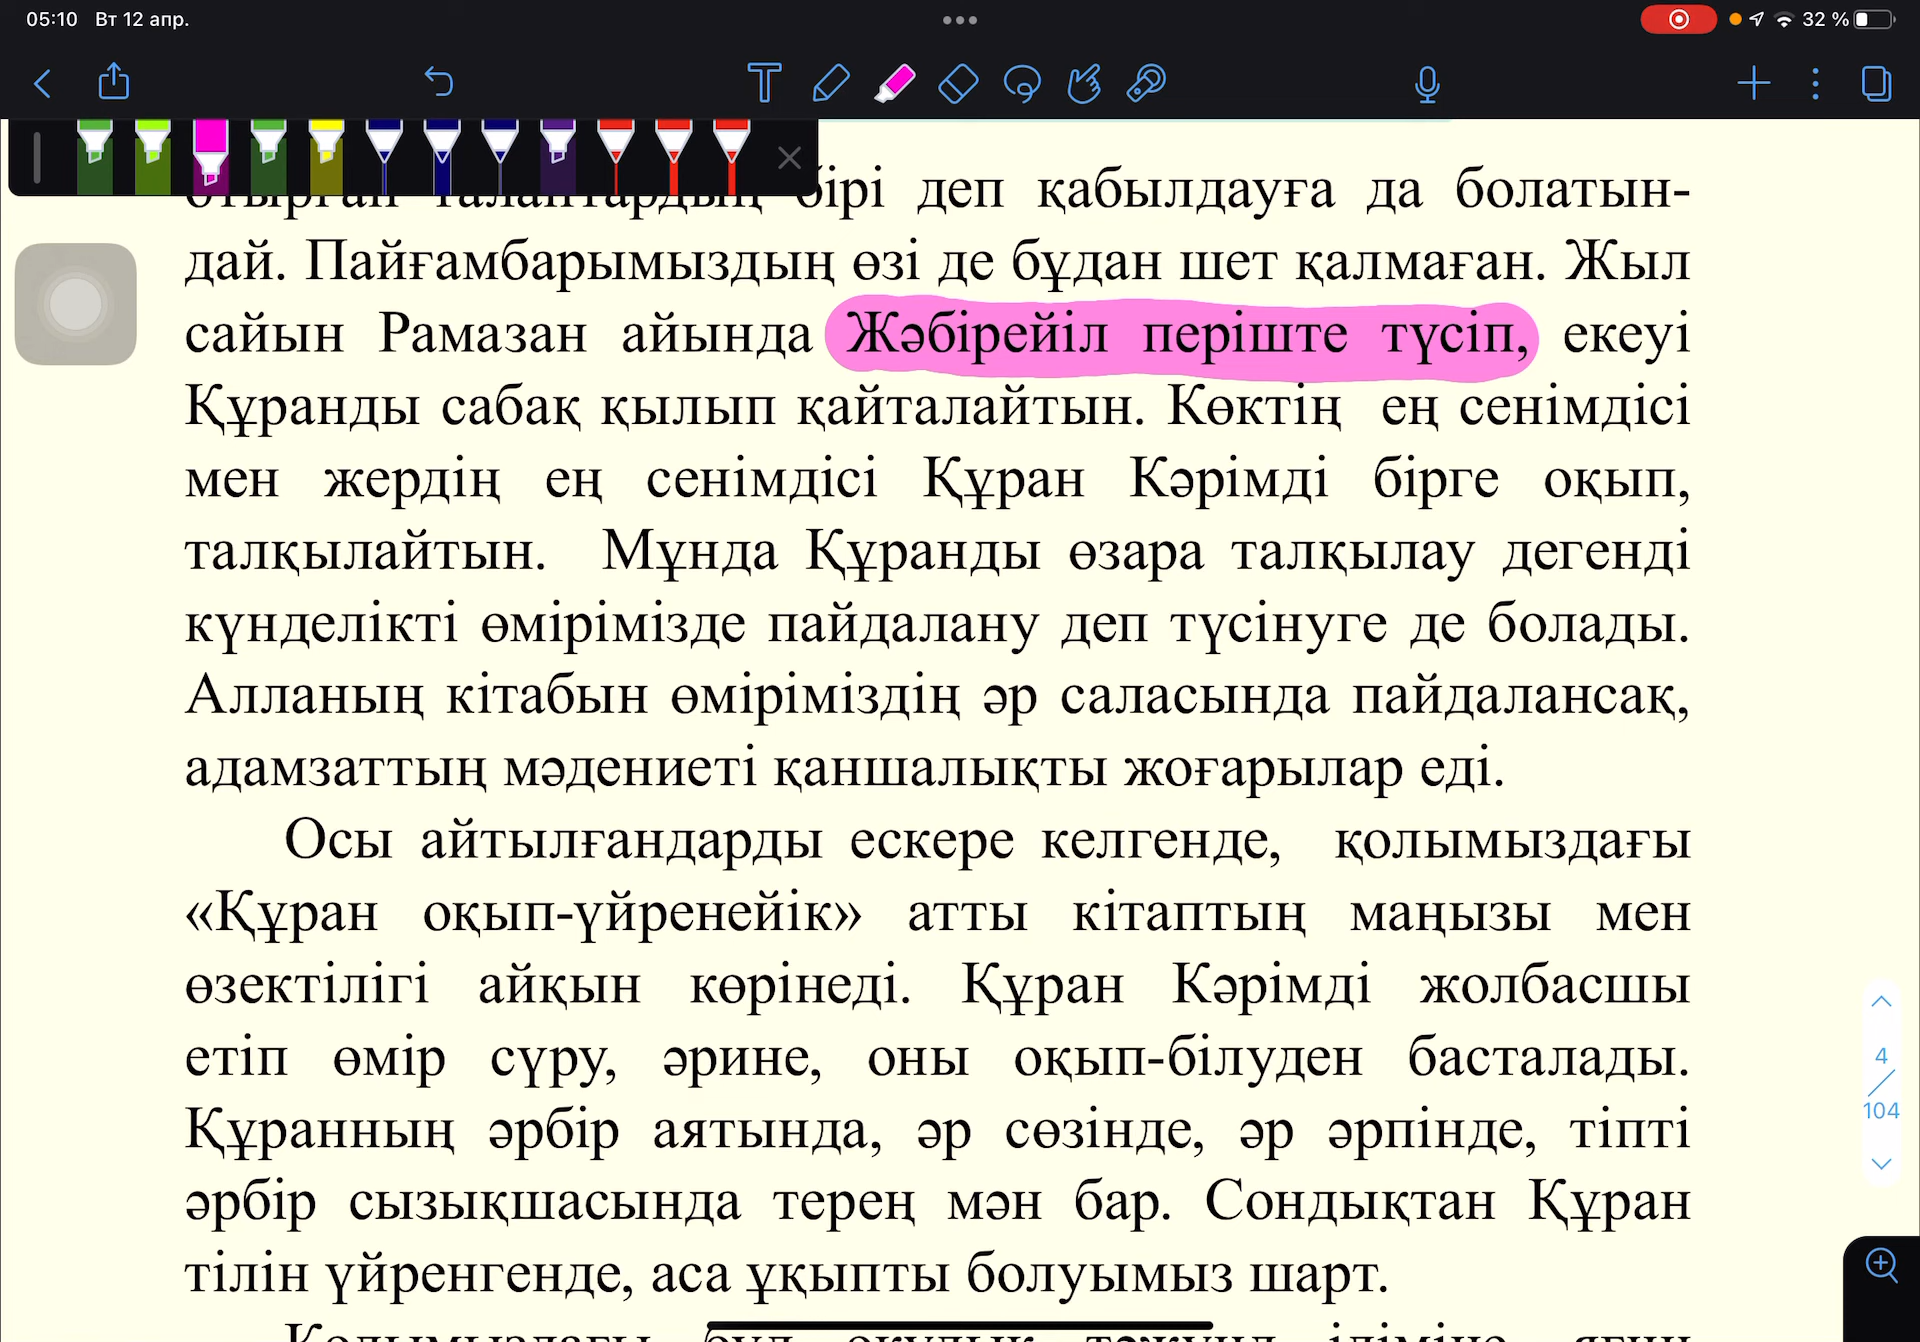 05:10 Вт 12 апр.
32 %
бірі деп қабылдауға да болатын-
дай. Пайғамбарымыздың өзі де бұдан шет қалмаған. Жыл
сайын Рамазан айында Жәбірейіл періште түсіп, екеуі
Құранды сабақ қылып қайталайтын. Көктің ең сенімдісі
мен жердің ең сенімдісі Құран Кәрімді бірге оқып,
талқылайтын. Мұнда Құранды өзара талқылау дегенді
күнделікті өмірімізде пайдалану деп түсінуге де болады.
Алланың кітабын өміріміздің әр саласында пайдалансақ,
адамзаттың мәдениеті қаншалықты жоғарылар еді.
Осы айтылғандарды ескере келгенде, қолымыздағы
«Құран оқып-үйренейік» атты кітаптың маңызы мен
өзектілігі айқын көрінеді. Құран Кәрімді жолбасшы
етіп өмір сүру, әрине, оны оқып-білуден басталады.
Құранның әрбір аятында, әр сөзінде, әр әрпінде, тіпті
әрбір сызықшасында терең мән бар. Сондықтан Құран
тілін үйренгенде, аса ұқыпты болуымыз шарт.
4
104